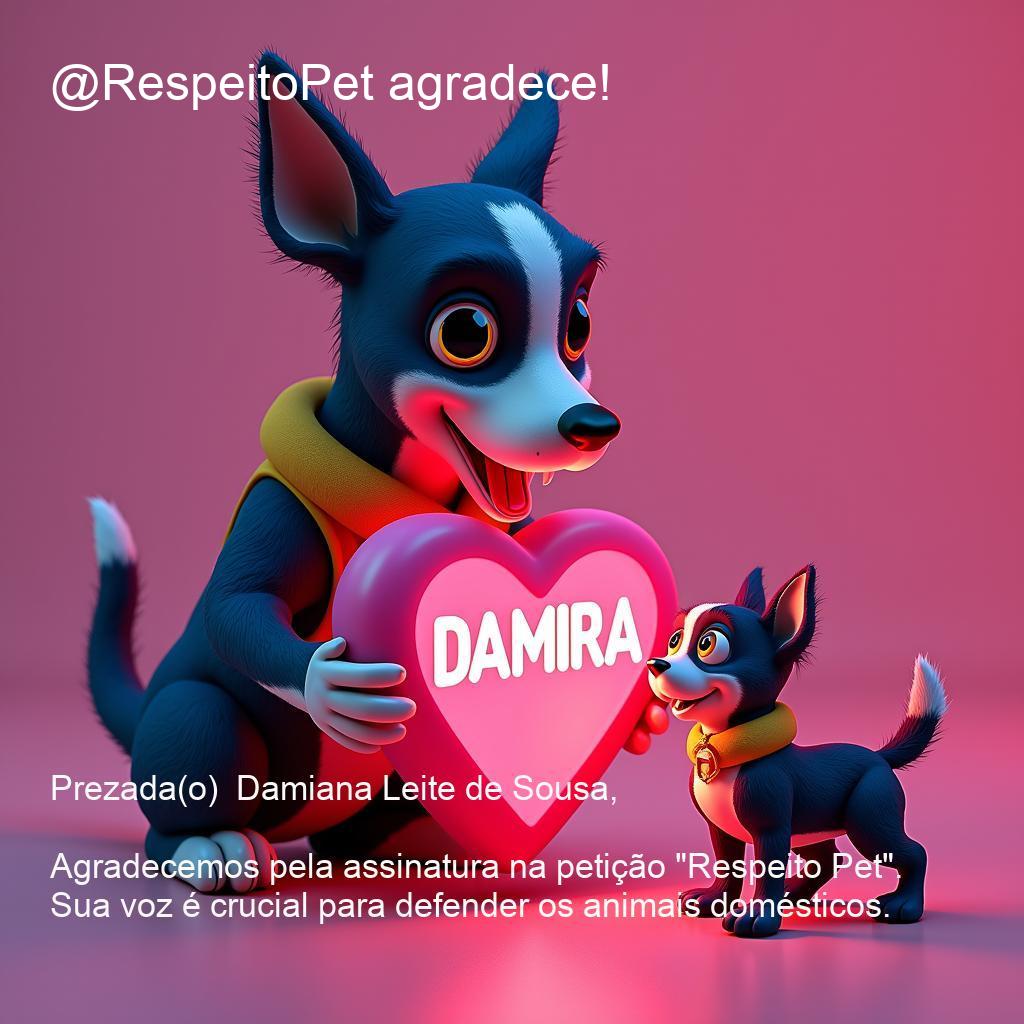 @RespeitoPet agradece!
DAMIRA
Prezada(o)  Damiana Leite de Sousa,
Agradecemos pela assinatura na petição "Respeito Pet".
Sua voz é crucial para defender os animais domésticos.